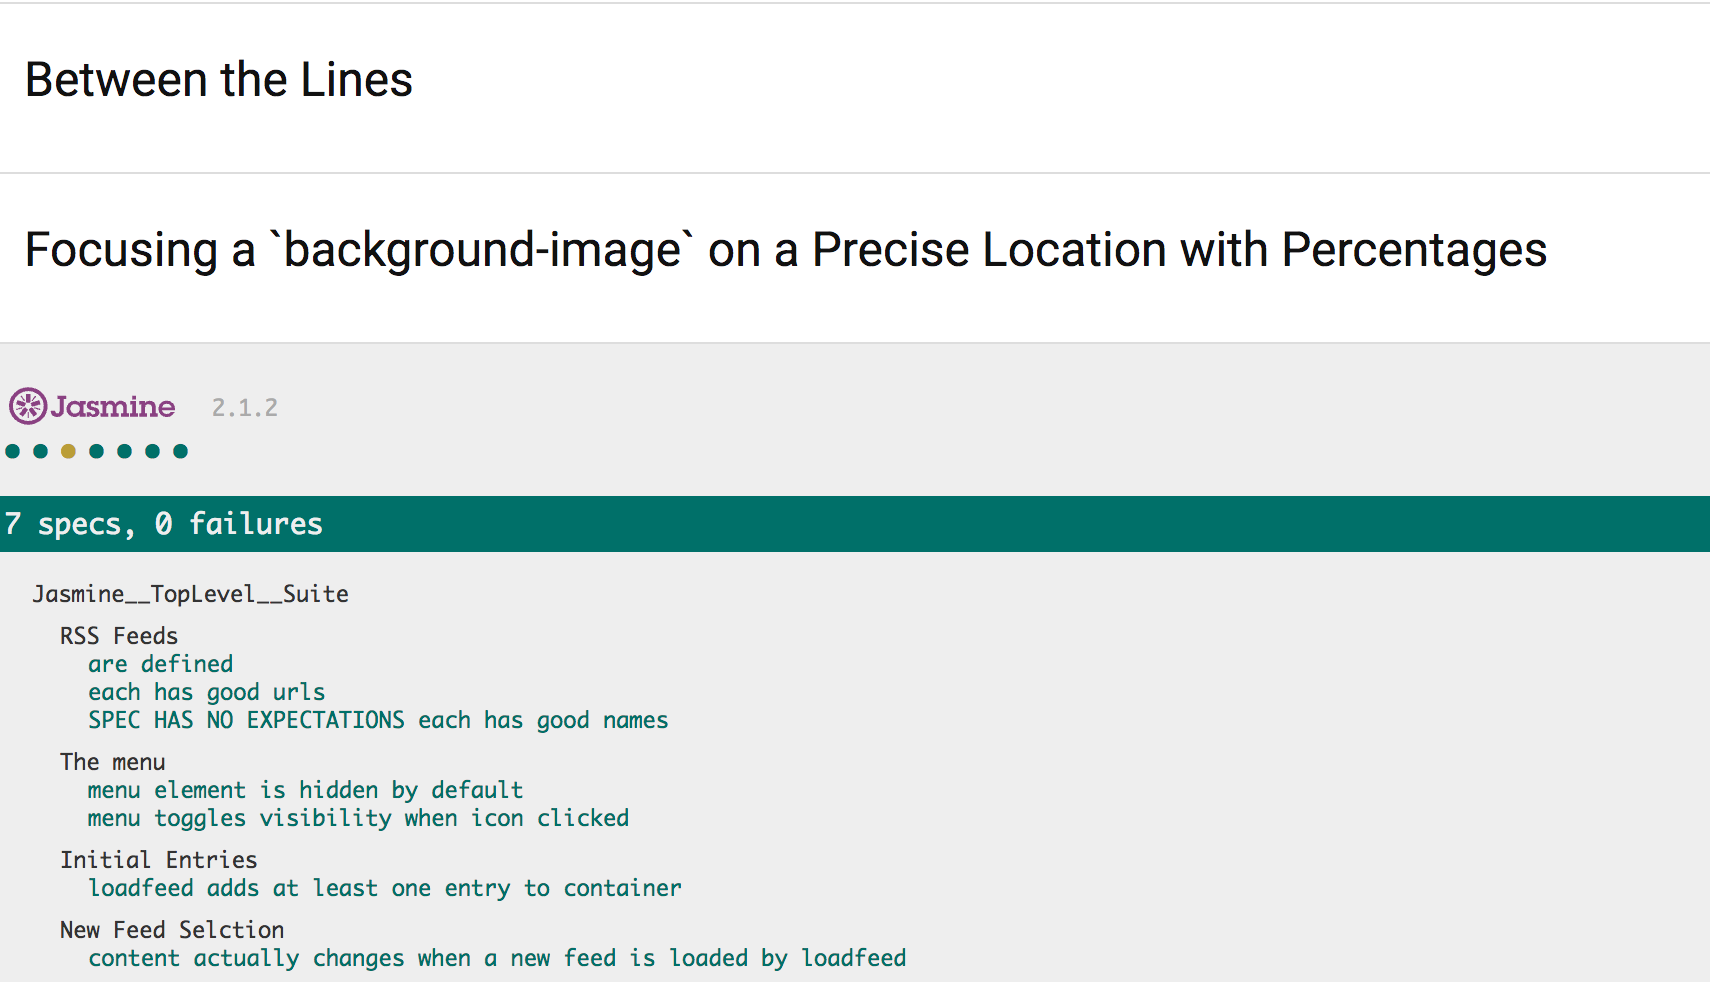 Between the Lines
Focusing a `background-image` on a Precise Location with Percentages
Jasmine 2.1.2
7 specs, 0 failures
Jasmine__TopLevel__Suite
RSS Feeds
are defined
each has good urls
SPEC HAS NO EXPECTATIONS each has good names
The menu
menu element is hidden by default
menu toggles visibility when icon clicked
Initial Entries
loadfeed adds at least one entry to container
New Feed Selction
content actually changes when a new feed is loaded by loadfeed